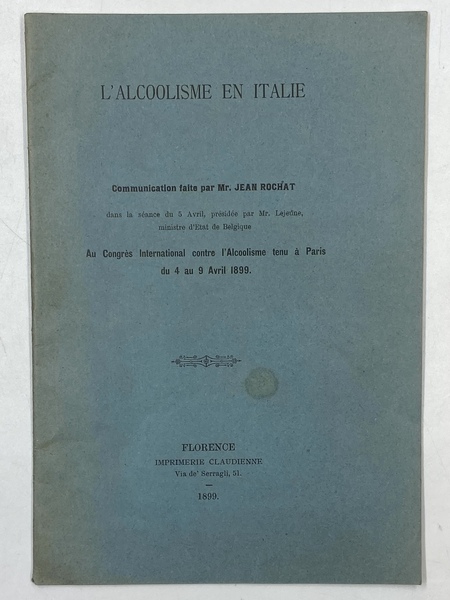 L'ALCOOLISME EN ITALIE
Communication faite par Mr. JEAN ROCHAT
dans la séance du 5 Avril, présidée par Mr. Lejeûne,
ministre d'Etat de Belgique
Au Congrès International contre l'Alcoolisme tenu à Paris
du 4 au 9 Avril 1899.
FLORENCE
IMPRIMERIE CLAUDIENNE
Via de' Serragli, 51.
1899.